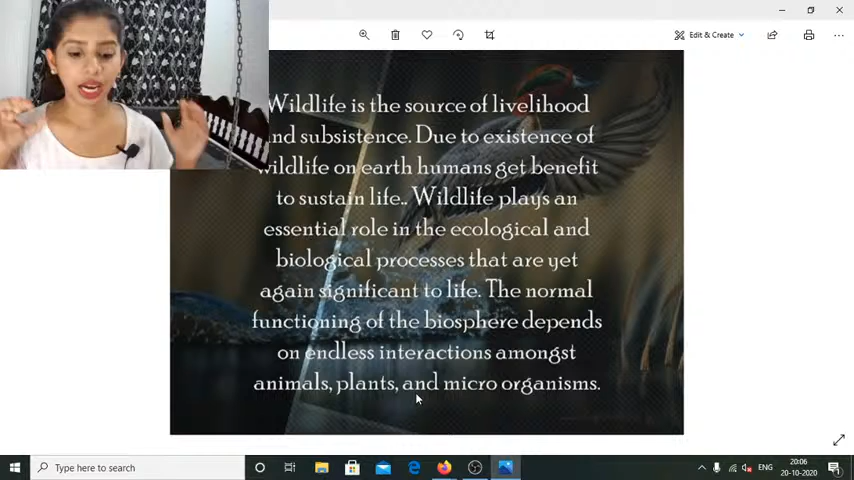 Edit & Create
Wildlife is the source of livelihood
and subsistence. Due to existence of
wildlife on earth humans get benefit
to sustain life.. Wildlife plays an
essential role in the ecological and
biological processes that are yet
again significant to life. The normal
functioning of the biosphere depends
on endless interactions amongst
animals, plants, and micro organisms.
Type here to search
ENG
20:06
20-10-2020